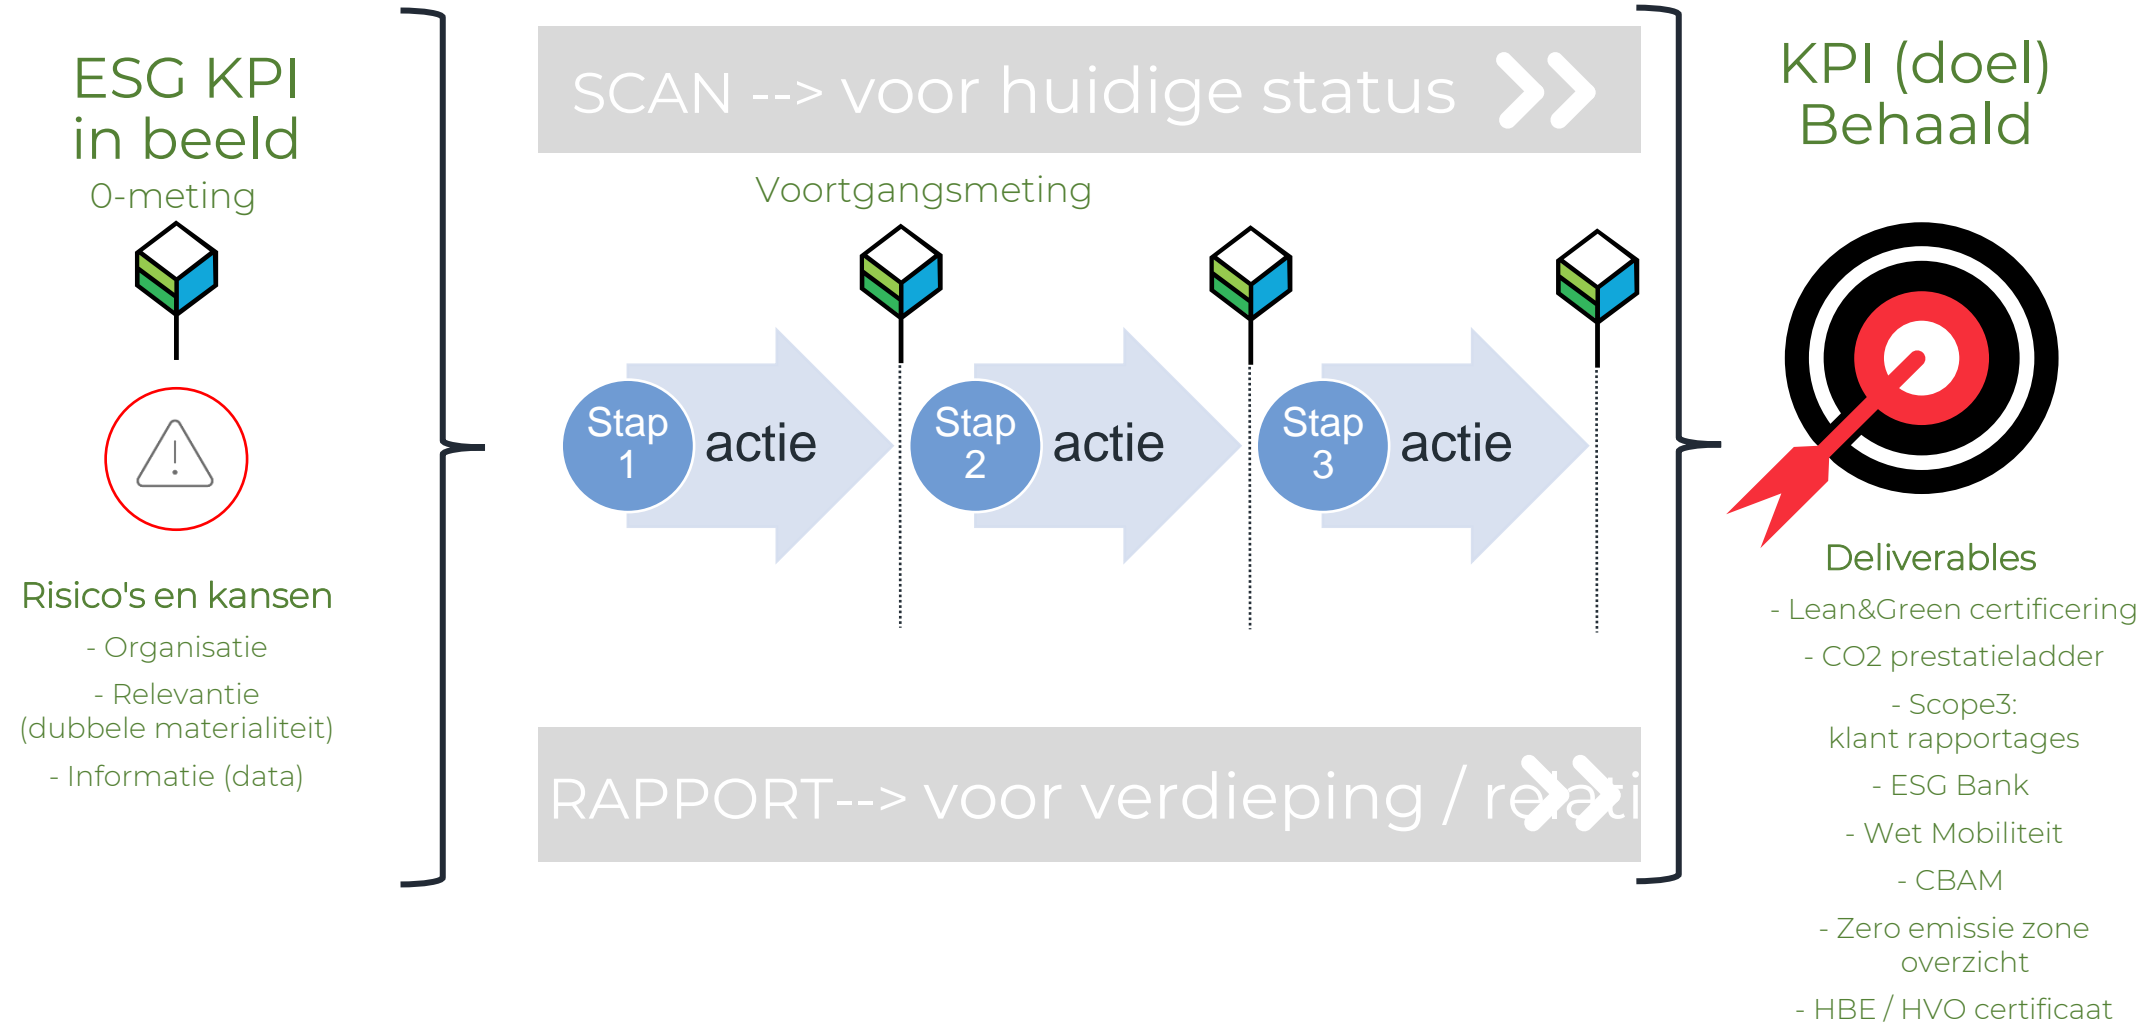 ESG KPI
in beeld
0-meting
Risico's en kansen
- Organisatie
- Relevantie
(dubbele materialiteit)
- Informatie (data)
SCAN --> voor huidige status
Voortgangsmeting
Stap
1
actie
Stap
2
actie
Stap
3
actie
RAPPORT--> voor verdieping / relati
KPI (doel)
Behaald
Deliverables
- Lean&Green certificering
- CO2 prestatieladder
- Scope3:
klant rapportages
- ESG Bank
- Wet Mobiliteit
- CBAM
- Zero emissie zone
overzicht
- HBE / HVO certificaat